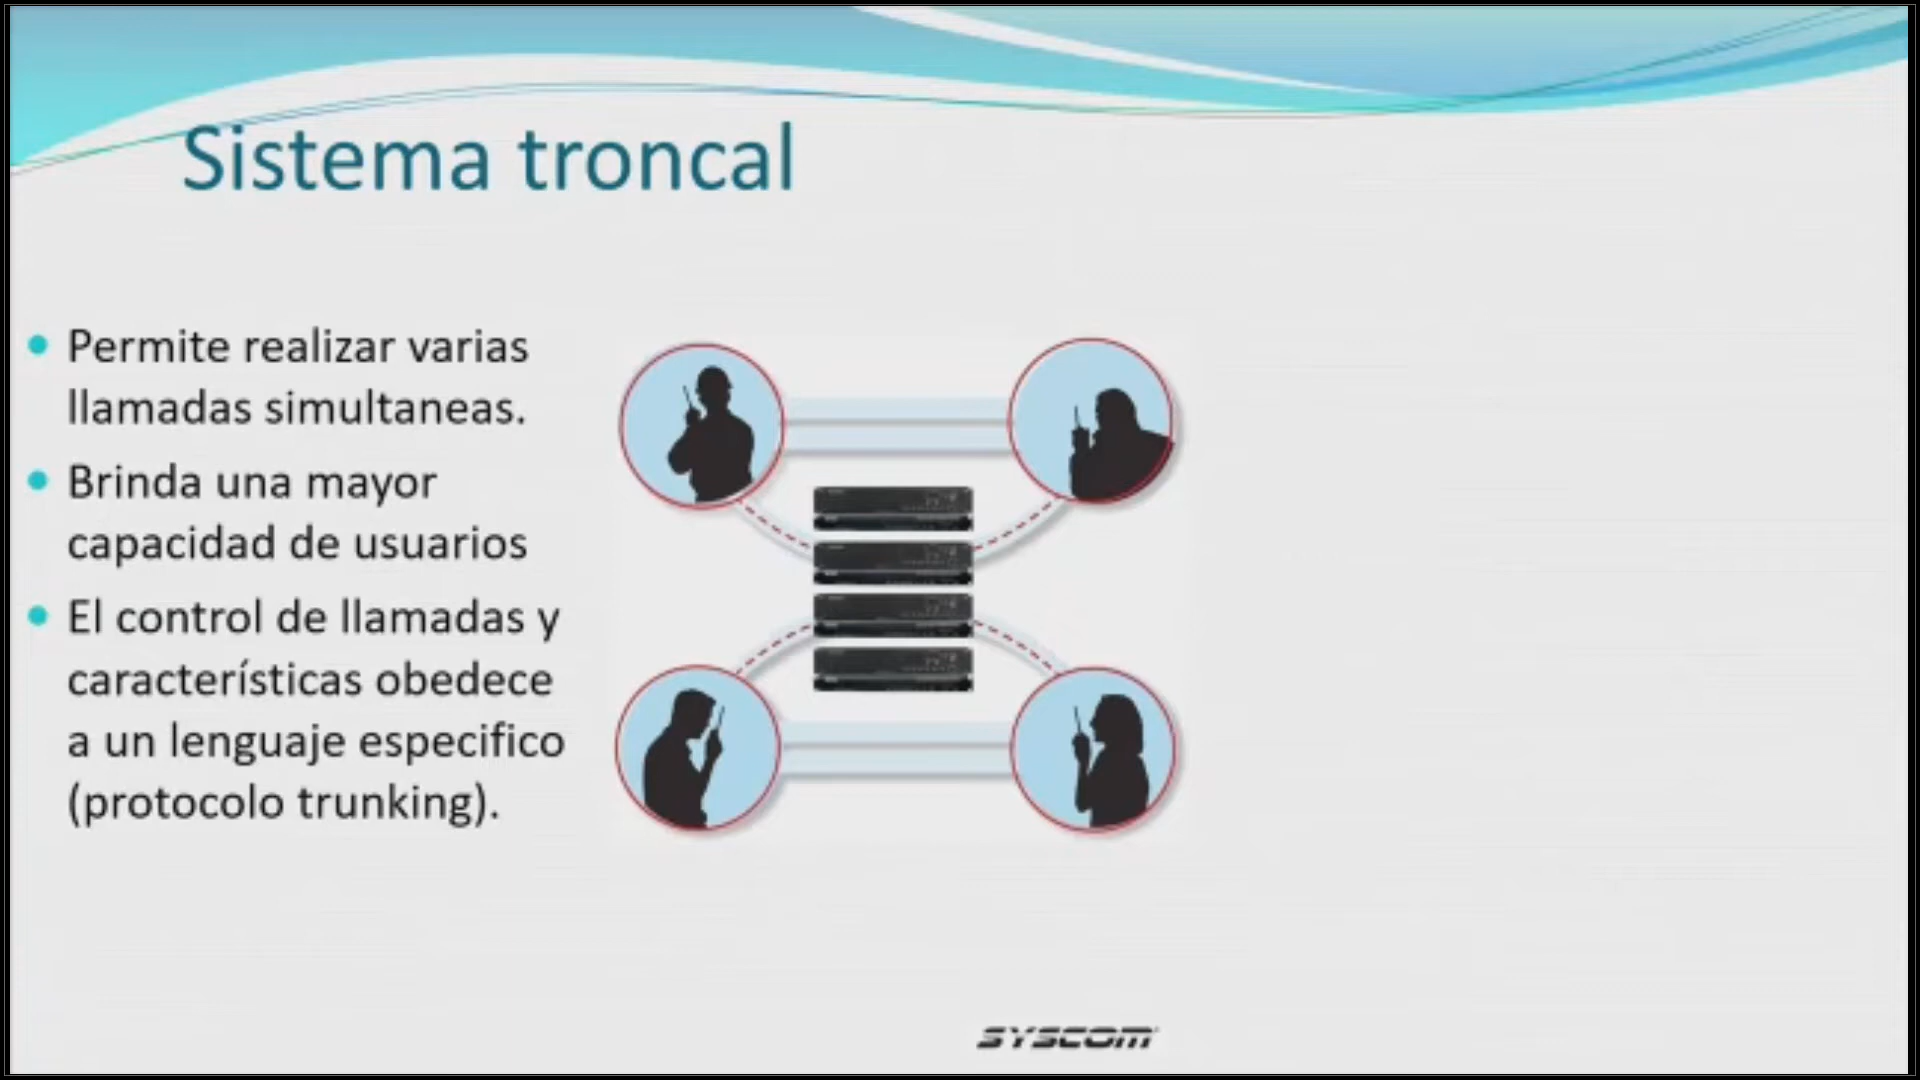 Sistema troncal
Permite realizar varias
llamadas simultaneas.
Brinda una mayor
capacidad de usuarios
El control de llamadas y
características obedece
a un lenguaje especifico
(protocolo trunking).
SYSCOM